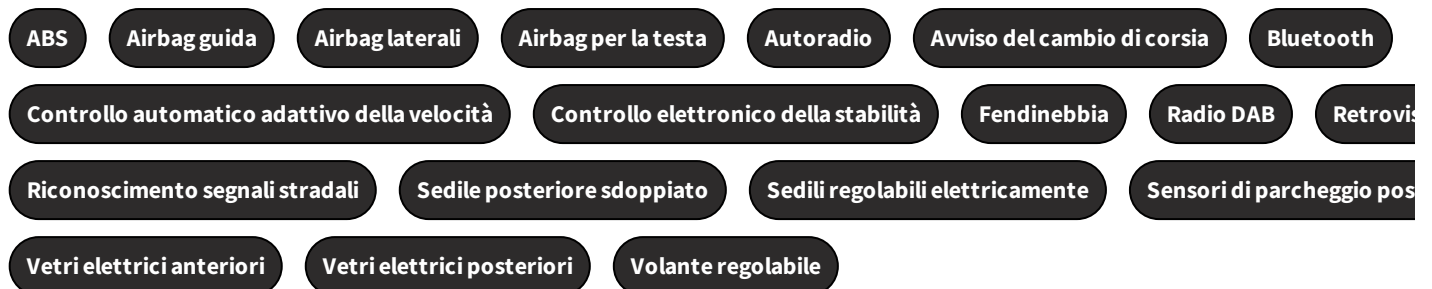 ABS Airbag guida Airbag laterali Airbag per la testa Autoradio Avviso del cambio di corsia Bluetooth
Controllo automatico adattivo della velocità Controllo elettronico della stabilità Fendinebbia Radio DAB
Riconoscimento segnali stradali Sedile posteriore sdoppiato Sedili regolabili elettricamente Sensori di parcheggio
Vetri elettrici anteriori Vetri elettrici posteriori Volante regolabile